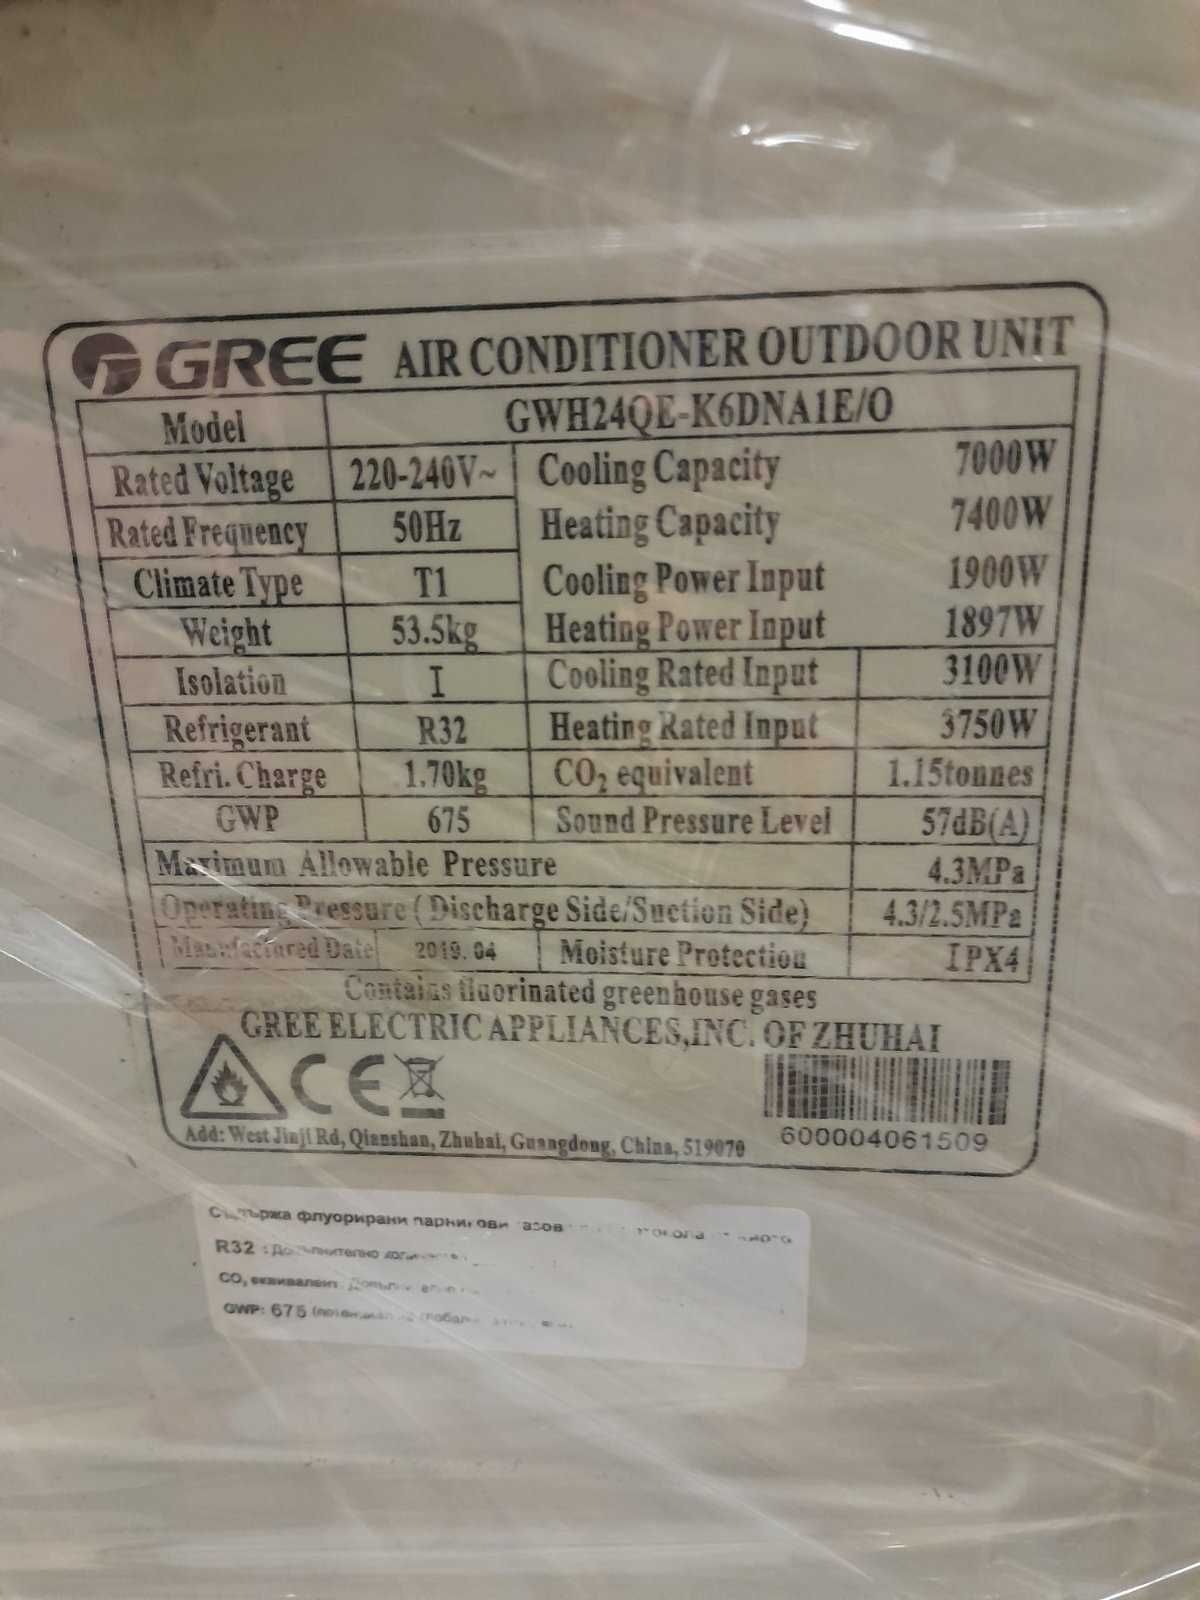 GREE AIR CONDITIONER OUTDOOR UNIT
Model GWH24QE-K6DNA1E/O
Rated Voltage 220-240V~ Cooling Capacity 7000W
Rated Frequency 50Hz Heating Capacity 7400W
Climate Type T1 Cooling Power Input 1900W
Weight 53.5kg Heating Power Input 1897W
Isolation I Cooling Rated Input 3100W
Refrigerant R32 Heating Rated Input 3750W
Refri. Charge 1.70kg CO₂ equivalent 1.15tonnes
GWP 675 Sound Pressure Level 57dB(A)
Maximum Allowable Pressure 4.3MPa
Operating Pressure ( Discharge Side/Suction Side) 4.3/2.5MPa
Manufactured Date 2019.04 Moisture Protection IPX4
Contains fluorinated greenhouse gases
GREE ELECTRIC APPLIANCES,INC. OF ZHUHAI
CE
600004061509
Add: West Jinji Rd, Qianshan, Zhuhai, Guangdong, China, 519070
Съдържа флуорирани парникови
R32 : Допълнително
CO₂ еквивалент:
GWP: 675